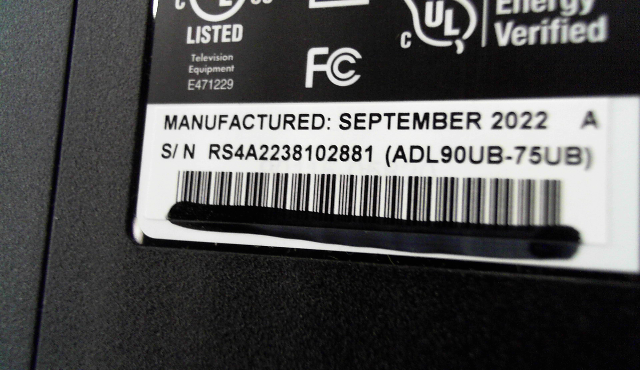 LISTED
Television
Equipment
E471229
FC
C UL
Energy
Verified
MANUFACTURED: SEPTEMBER 2022 A
S/N RS4A2238102881 (ADL90UB-75UB)